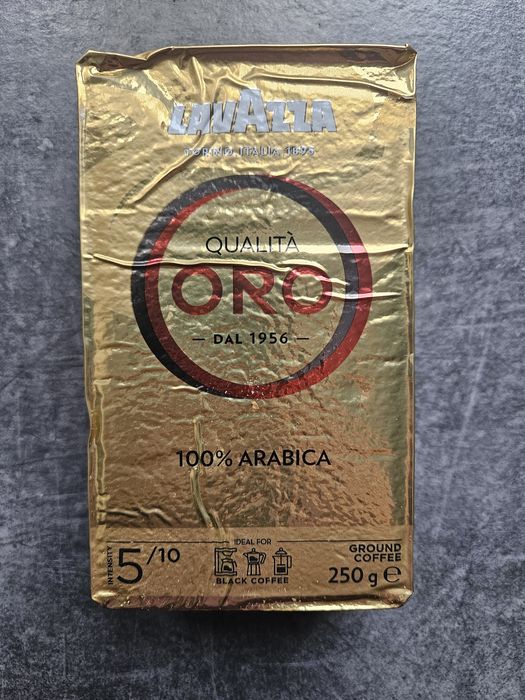 LAVAZZA
TORINO, ITALIA, 1895
QUALITÀ
ORO
— DAL 1956 —
100% ARABICA
INTENSITY
5/10
IDEAL FOR
BLACK COFFEE
GROUND
COFFEE
250 g ℮